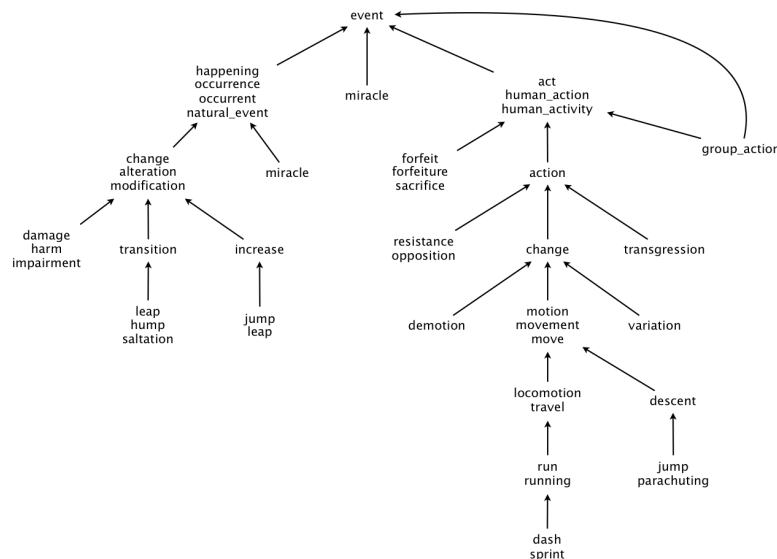 event
happening
occurrence
occurrent
natural_event
miracle
act
human_action
human_activity
group_action
change
alteration
modification
miracle
forfeit
forfeiture
sacrifice
action
damage
harm
impairment
transition
increase
resistance
opposition
change
transgression
leap
hump
saltation
jump
leap
demotion
motion
movement
move
variation
locomotion
travel
descent
run
running
jump
parachuting
dash
sprint